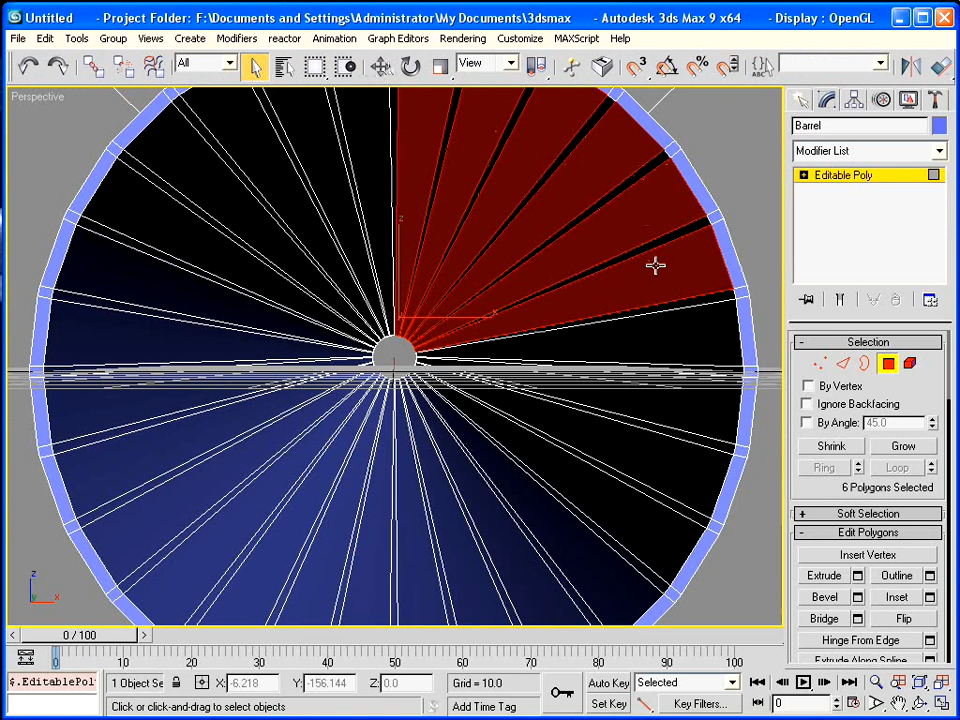 Untitled - Project Folder: F:\Documents and Settings\Administrator\My Documents\3dsmax - Autodesk 3ds Max 9 x64 - Display : OpenGL
File Edit Tools Group Views Create Modifiers reactor Animation Graph Editors Rendering Customize MAXScript Help
All View 3 % ABC
Perspective
Barrel
Modifier List
Editable Poly
z
x
- Selection
By Vertex
Ignore Backfacing
By Angle: 45.0
Shrink Grow
Ring Loop
6 Polygons Selected
+ Soft Selection
- Edit Polygons
Insert Vertex
Extrude Outline
Bevel Inset
Bridge Flip
Hinge From Edge
Extrude Along Spline
z
y x
< 0 / 100 >
0 10 20 30 40 50 60 70 80 90 100
$.EditablePol 1 Object Se X: -6.218 Y: -156.144 Z: 0.0 Grid = 10.0 Auto Key Selected
Click or click-and-drag to select objects Add Time Tag Set Key Key Filters... 0